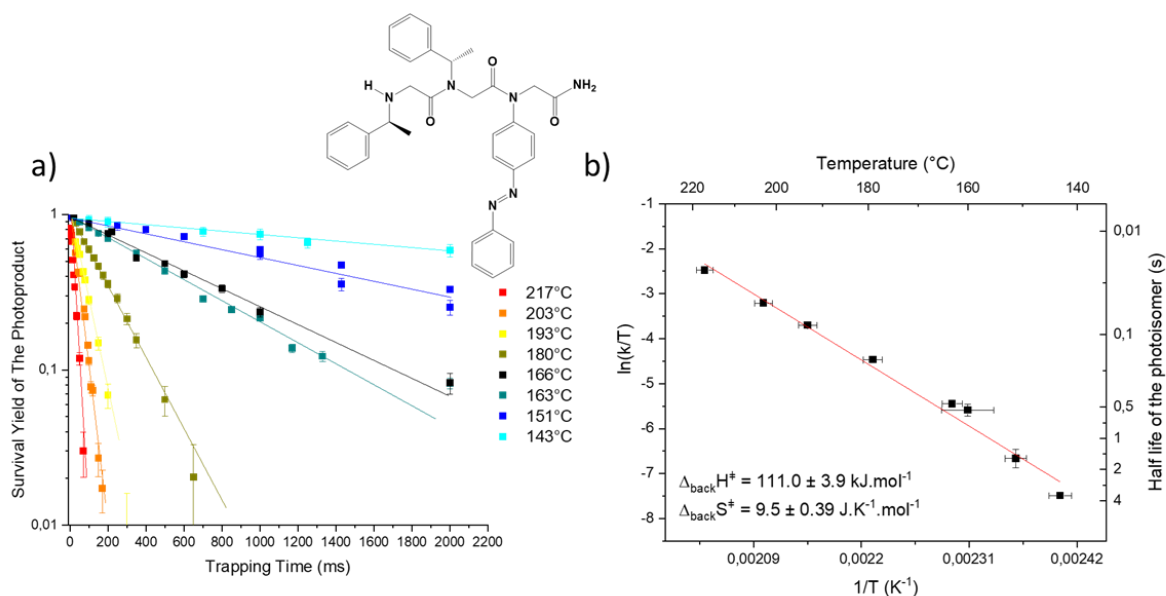 a)
H
N
O
N
O
N
O
NH₂
N
N
Survival Yield of The Photoproduct
1
0,1
0,01
0 200 400 600 800 1000 1200 1400 1600 1800 2000 2200
Trapping Time (ms)
217°C
203°C
193°C
180°C
166°C
163°C
151°C
143°C
b)
Temperature (°C)
220 200 180 160 140
ln(k/T)
-1
-2
-3
-4
-5
-6
-7
-8
0,01
0,1
0,5
1
2
4
Half life of the photoisomer (s)
Δback H‡ = 111.0 ± 3.9 kJ.mol⁻¹
Δback S‡ = 9.5 ± 0.39 J.K⁻¹.mol⁻¹
0,00209 0,0022 0,00231 0,00242
1/T (K⁻¹)